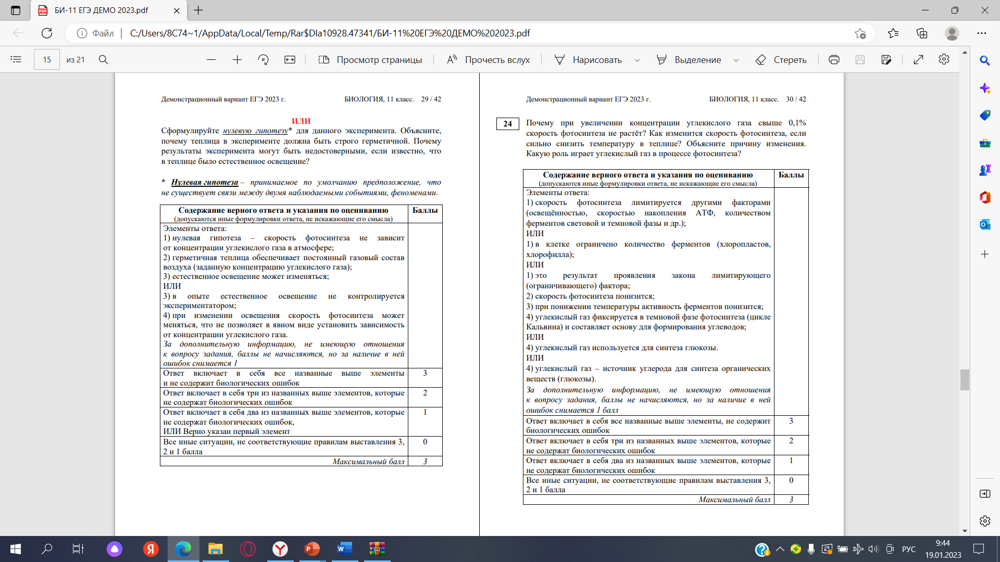 БИ-11 ЕГЭ ДЕМО 2023.pdf
Файл
C:/Users/8C74~1/AppData/Local/Temp/Rar$DIa10928.47341/БИ-11%20ЕГЭ%20ДЕМО%202023.pdf
15 из 21
Просмотр страницы
Прочесть вслух
Нарисовать
Выделение
Стереть
Демонстрационный вариант ЕГЭ 2023 г. БИОЛОГИЯ, 11 класс. 29 / 42
ИЛИ
Сформулируйте нулевую гипотезу* для данного эксперимента. Объясните,
почему теплица в эксперименте должна быть строго герметичной. Почему
результаты эксперимента могут быть недостоверными, если известно, что
в теплице было естественное освещение?
* Нулевая гипотеза – принимаемое по умолчанию предположение, что
не существует связи между двумя наблюдаемыми событиями, феноменами.
Содержание верного ответа и указания по оцениванию Баллы
(допускаются иные формулировки ответа, не искажающие его смысла)
Элементы ответа:
1) нулевая гипотеза – скорость фотосинтеза не зависит
от концентрации углекислого газа в атмосфере;
2) герметичная теплица обеспечивает постоянный газовый состав
воздуха (заданную концентрацию углекислого газа);
3) естественное освещение может изменяться;
ИЛИ
3) в опыте естественное освещение не контролируется
экспериментатором;
4) при изменении освещения скорость фотосинтеза может
меняться, что не позволяет в явном виде установить зависимость
от концентрации углекислого газа.
За дополнительную информацию, не имеющую отношения
к вопросу задания, баллы не начисляются, но за наличие в ней
ошибок снимается 1
Ответ включает в себя все названные выше элементы 3
и не содержит биологических ошибок
Ответ включает в себя три из названных выше элементов, которые 2
не содержат биологических ошибок
Ответ включает в себя два из названных выше элементов, которые 1
не содержат биологических ошибок,
ИЛИ Верно указан первый элемент
Все иные ситуации, не соответствующие правилам выставления 3, 0
2 и 1 балла
Максимальный балл 3
Демонстрационный вариант ЕГЭ 2023 г. БИОЛОГИЯ, 11 класс. 30 / 42
24 Почему при увеличении концентрации углекислого газа свыше 0,1%
скорость фотосинтеза не растёт? Как изменится скорость фотосинтеза, если
сильно снизить температуру в теплице? Объясните причину изменения.
Какую роль играет углекислый газ в процессе фотосинтеза?
Содержание верного ответа и указания по оцениванию Баллы
(допускаются иные формулировки ответа, не искажающие его смысла)
Элементы ответа:
1) скорость фотосинтеза лимитируется другими факторами
(освещённостью, скоростью накопления АТФ, количеством
ферментов световой и темновой фазы и др.);
ИЛИ
1) в клетке ограничено количество ферментов (хлоропластов,
хлорофилла);
ИЛИ
1) это результат проявления закона лимитирующего
(ограничивающего) фактора;
2) скорость фотосинтеза понизится;
3) при понижении температуры активность ферментов понизится;
4) углекислый газ фиксируется в темновой фазе фотосинтеза (цикле
Кальвина) и составляет основу для формирования углеводов;
ИЛИ
4) углекислый газ используется для синтеза глюкозы.
ИЛИ
4) углекислый газ – источник углерода для синтеза органических
веществ (глюкозы).
За дополнительную информацию, не имеющую отношения
к вопросу задания, баллы не начисляются, но за наличие в ней
ошибок снимается 1 балл
Ответ включает в себя все названные выше элементы, не содержит 3
биологических ошибок
Ответ включает в себя три из названных выше элементов, которые 2
не содержат биологических ошибок
Ответ включает в себя два из названных выше элементов, которые 1
не содержат биологических ошибок
Все иные ситуации, не соответствующие правилам выставления 3, 0
2 и 1 балла
Максимальный балл 3
РУС
9:44
19.01.2023